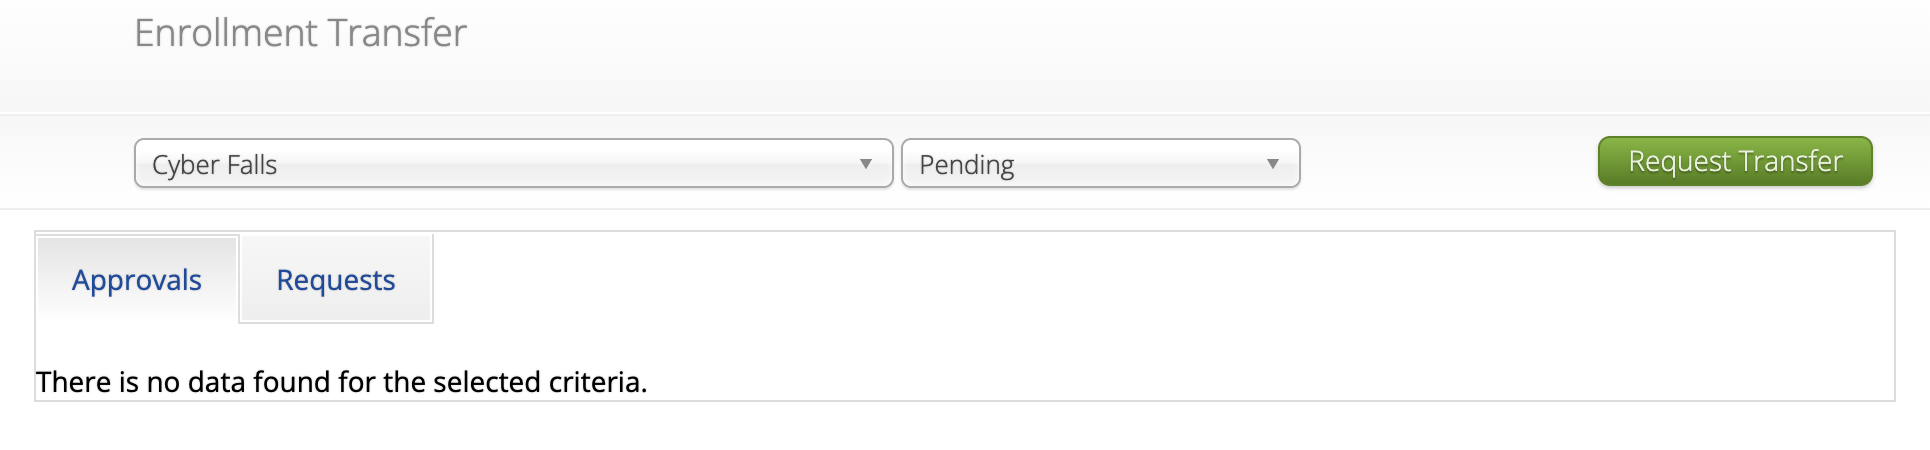 Enrollment Transfer
Cyber Falls
Pending
Request Transfer
Approvals
Requests
There is no data found for the selected criteria.